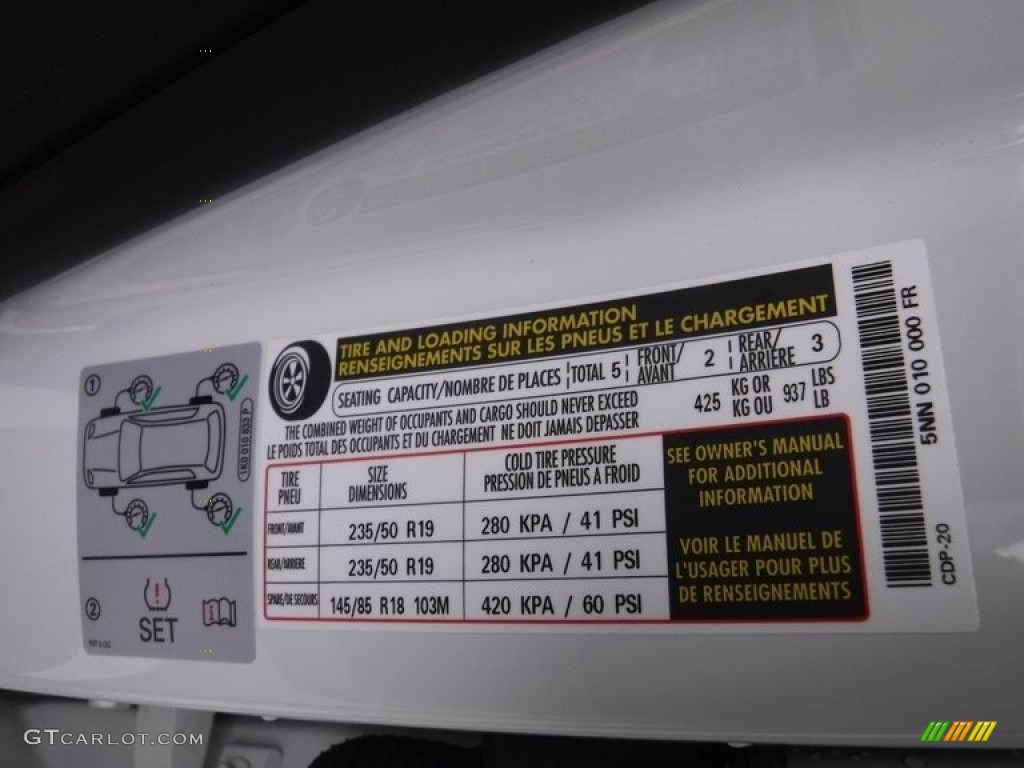 TIRE AND LOADING INFORMATION
RENSEIGNEMENTS SUR LES PNEUS ET LE CHARGEMENT
SEATING CAPACITY/NOMBRE DE PLACES TOTAL 5 FRONT/AVANT 2 REAR/ARRIÈRE 3
THE COMBINED WEIGHT OF OCCUPANTS AND CARGO SHOULD NEVER EXCEED
LE POIDS TOTAL DES OCCUPANTS ET DU CHARGEMENT NE DOIT JAMAIS DEPASSER
425 KG OR KG OU 937 LBS LB
TIRE PNEU
SIZE DIMENSIONS
COLD TIRE PRESSURE
PRESSION DE PNEUS A FROID
FRONT/AVANT 235/50 R19 280 KPA / 41 PSI
REAR/ARRIERE 235/50 R19 280 KPA / 41 PSI
SPARE/DE SECOURS 145/85 R18 103M 420 KPA / 60 PSI
SEE OWNER'S MANUAL
FOR ADDITIONAL
INFORMATION
VOIR LE MANUEL DE
L'USAGER POUR PLUS
DE RENSEIGNEMENTS
5NN 010 000 FR
CDP-20
1
1K0 010 833 P
2
SET
GTCARLOT.COM